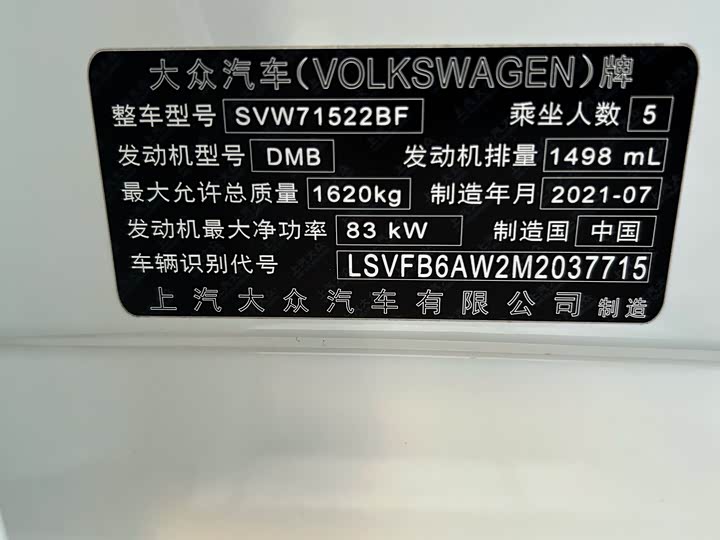 大众汽车(VOLKSWAGEN)牌
整车型号 SVW71522BF 乘坐人数 5
发动机型号 DMB 发动机排量 1498 mL
最大允许总质量 1620kg 制造年月 2021-07
发动机最大净功率 83 kW 制造国 中国
车辆识别代号 LSVFB6AW2M2037715
上汽大众汽车有限公司 制造